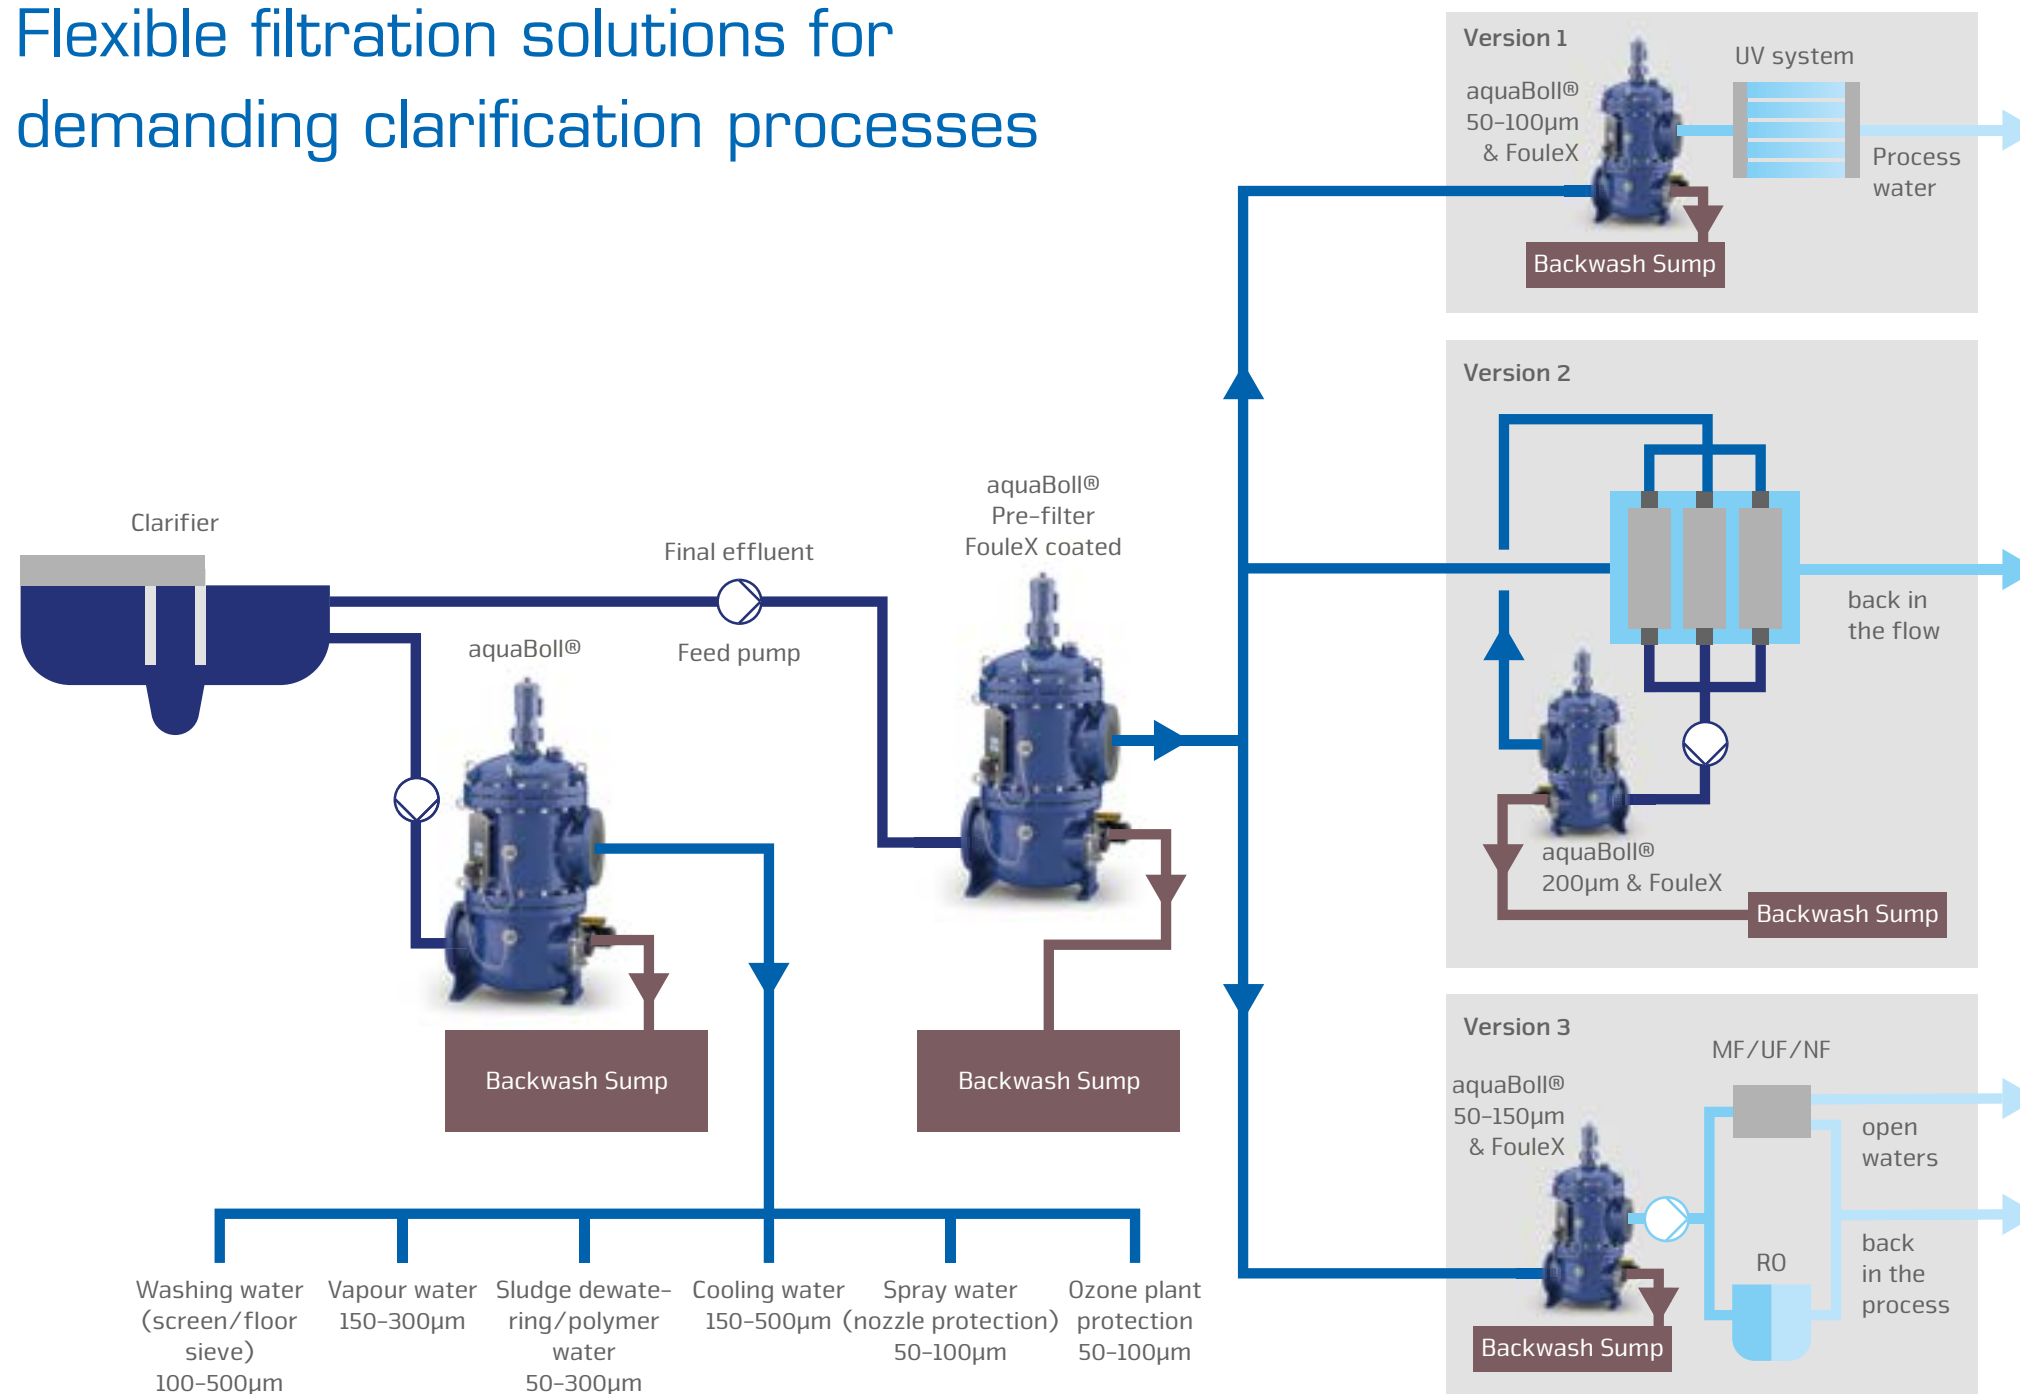 Flexible filtration solutions for
demanding clarification processes
Clarifier
Final effluent
Feed pump
aquaBoll®
aquaBoll®
Pre-filter
FouleX coated
Backwash Sump
Backwash Sump
Washing water
(screen/floor
sieve)
100-500µm
Vapour water
150-300µm
Sludge dewate-
ring/polymer
water
50-300µm
Cooling water
150-500µm
Spray water
(nozzle protection)
50-100µm
Ozone plant
protection
50-100µm
Version 1
aquaBoll®
50-100µm
& FouleX
UV system
Process
water
Backwash Sump
Version 2
back in
the flow
aquaBoll®
200µm & FouleX
Backwash Sump
Version 3
MF/UF/NF
aquaBoll®
50-150µm
& FouleX
open
waters
RO
back
in the
process
Backwash Sump